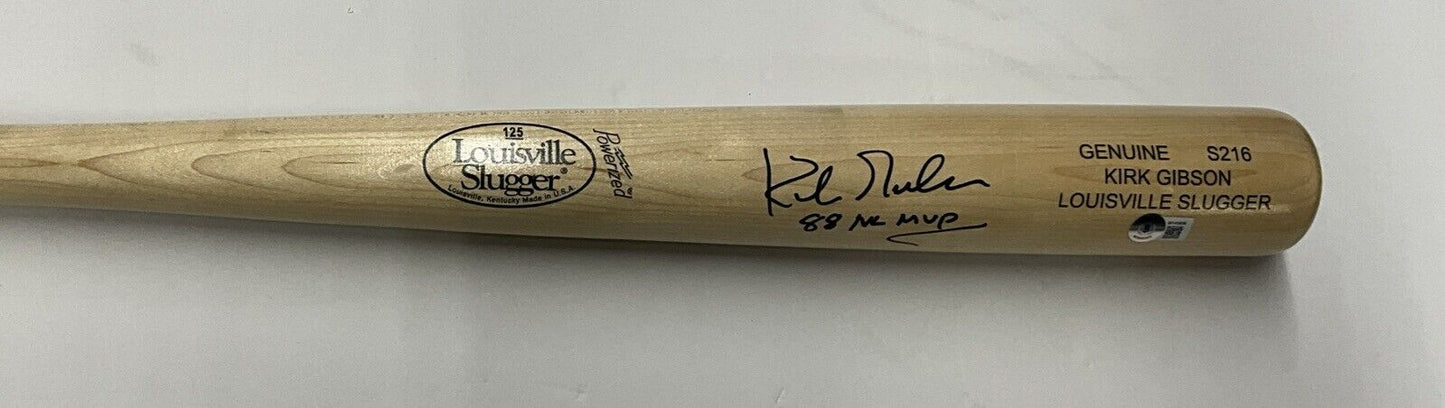 125
Louisville
Slugger®
Louisville, Kentucky Made in U.S.A.
Powerized
Kirk Gibson
88 NL MVP
GENUINE S216
KIRK GIBSON
LOUISVILLE SLUGGER